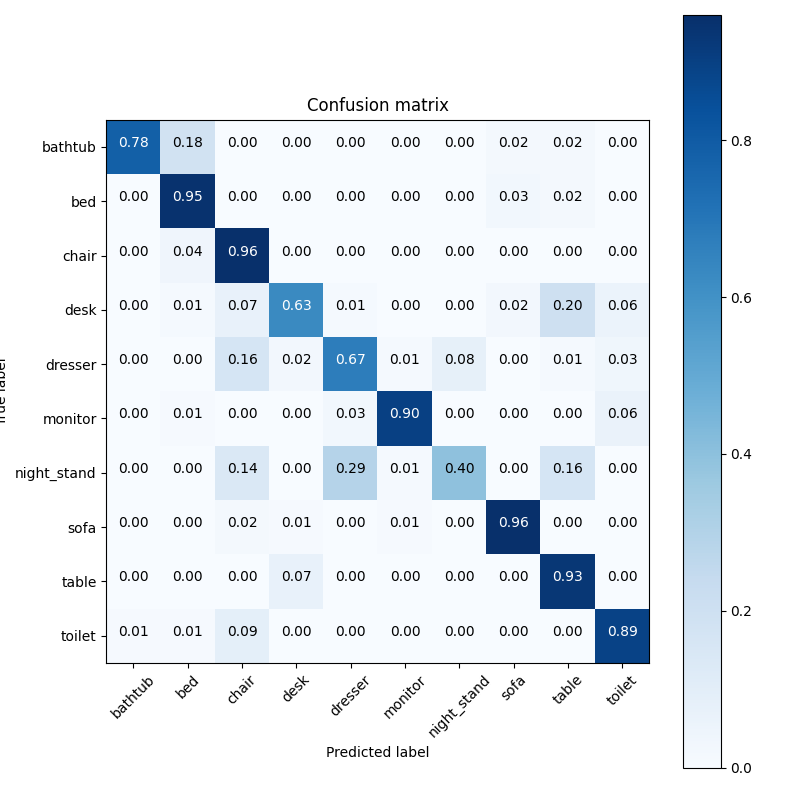 Confusion matrix
bathtub 0.78 0.18 0.00 0.00 0.00 0.00 0.00 0.02 0.02 0.00
bed 0.00 0.95 0.00 0.00 0.00 0.00 0.00 0.03 0.02 0.00
chair 0.00 0.04 0.96 0.00 0.00 0.00 0.00 0.00 0.00 0.00
desk 0.00 0.01 0.07 0.63 0.01 0.00 0.00 0.02 0.20 0.06
dresser 0.00 0.00 0.16 0.02 0.67 0.01 0.08 0.00 0.01 0.03
monitor 0.00 0.01 0.00 0.00 0.03 0.90 0.00 0.00 0.00 0.06
night_stand 0.00 0.00 0.14 0.00 0.29 0.01 0.40 0.00 0.16 0.00
sofa 0.00 0.00 0.02 0.01 0.00 0.01 0.00 0.96 0.00 0.00
table 0.00 0.00 0.00 0.07 0.00 0.00 0.00 0.00 0.93 0.00
toilet 0.01 0.01 0.09 0.00 0.00 0.00 0.00 0.00 0.00 0.89
bathtub bed chair desk dresser monitor night_stand sofa table toilet
Predicted label
True label
0.8
0.6
0.4
0.2
0.0